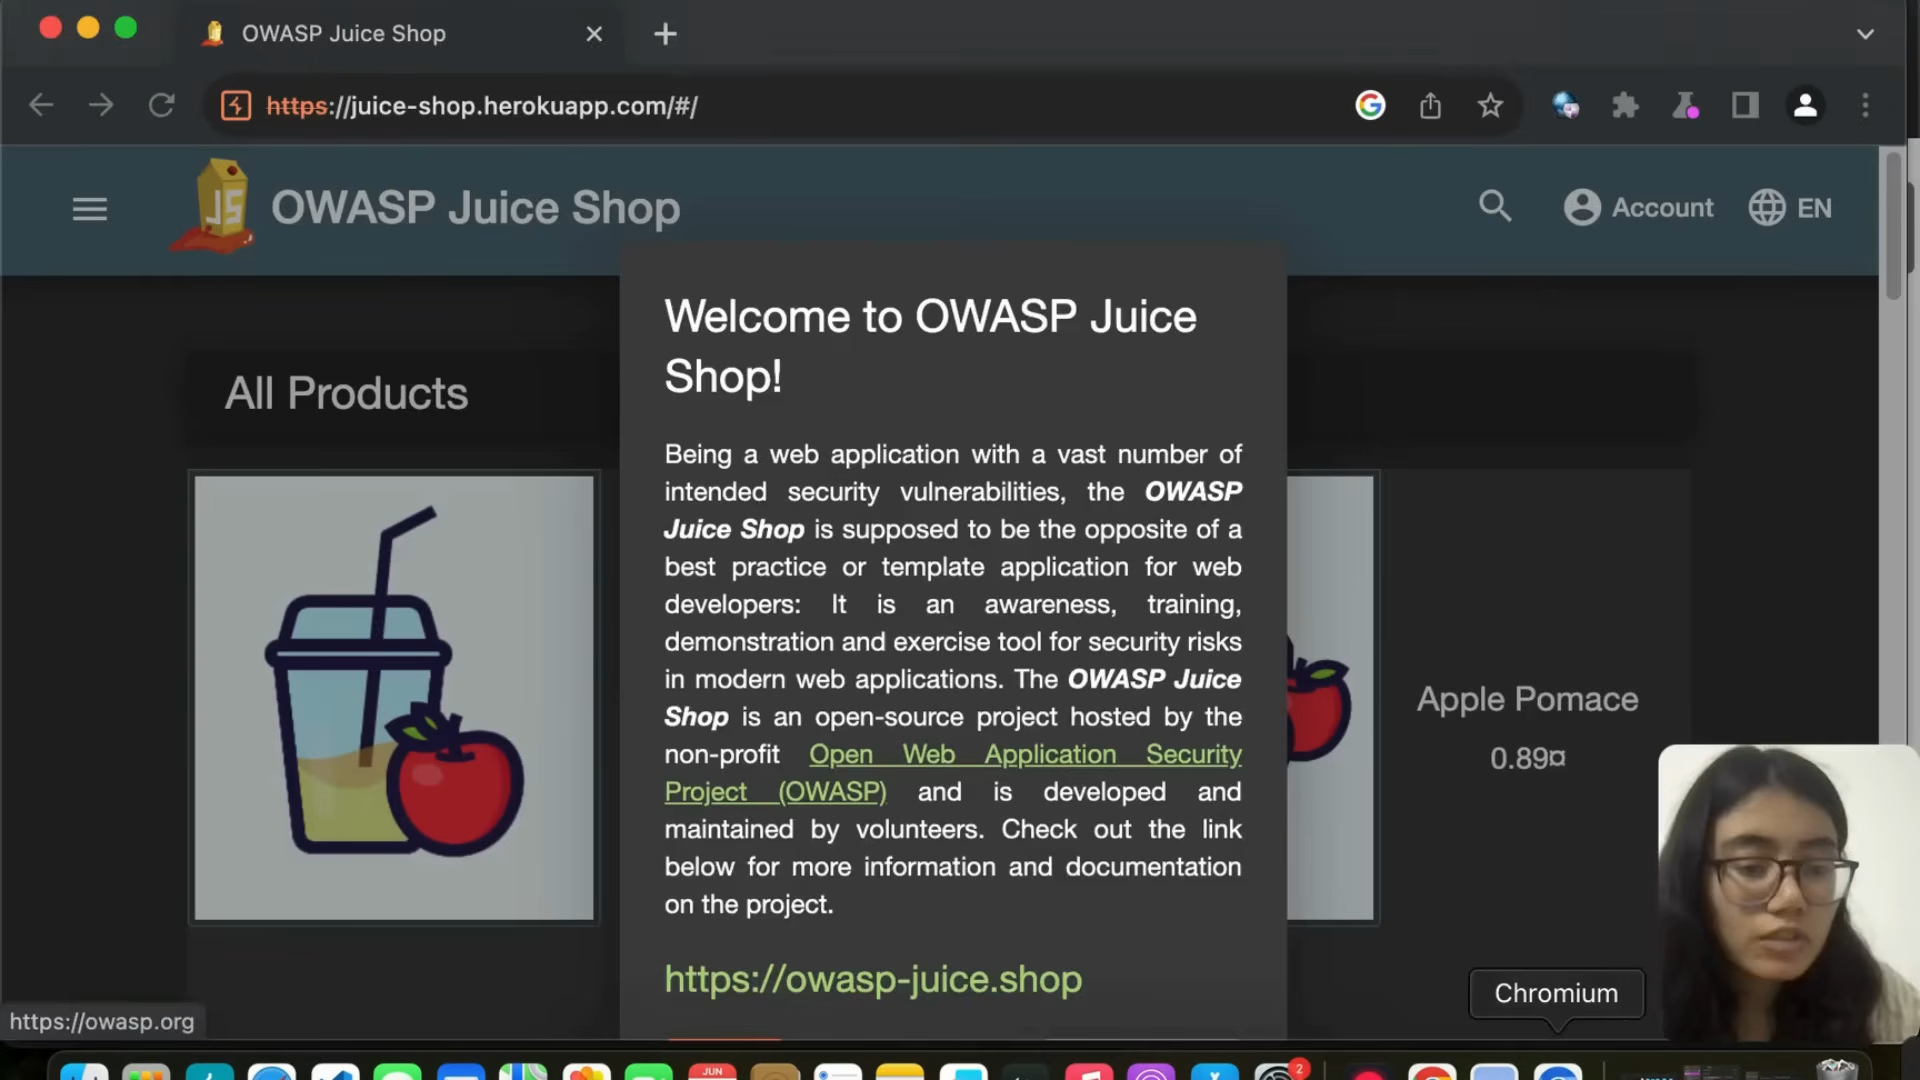 OWASP Juice Shop
https://juice-shop.herokuapp.com/#/
JS
OWASP Juice Shop
Account
EN
Welcome to OWASP Juice
Shop!
All Products
Being a web application with a vast number of
intended security vulnerabilities, the OWASP
Juice Shop is supposed to be the opposite of a
best practice or template application for web
developers: It is an awareness, training,
demonstration and exercise tool for security risks
in modern web applications. The OWASP Juice
Shop is an open-source project hosted by the
non-profit Open Web Application Security
Project (OWASP) and is developed and
maintained by volunteers. Check out the link
below for more information and documentation
on the project.
https://owasp-juice.shop
Apple Pomace
0.89¤
Chromium
https://owasp.org
JUN
2